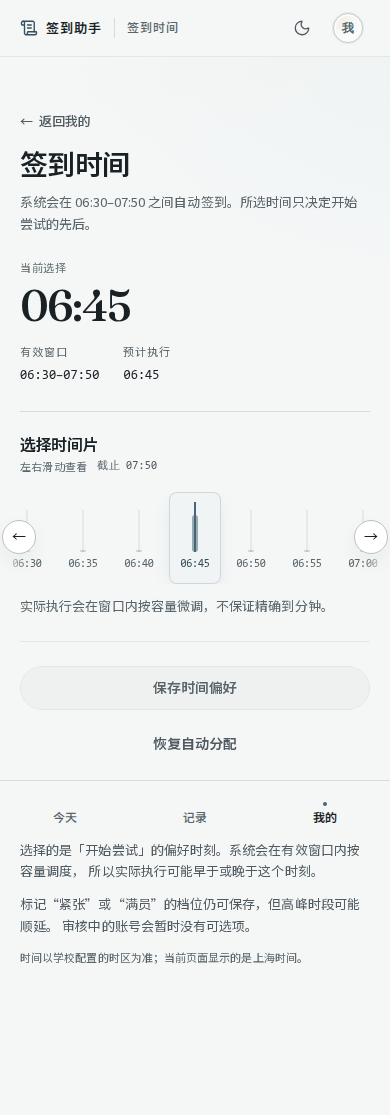 签到助手 签到时间 我
← 返回我的
签到时间
系统会在 06:30–07:50 之间自动签到。所选时间只决定开始
尝试的先后。
当前选择
06:45
有效窗口 预计执行
06:30–07:50 06:45
选择时间片
左右滑动查看 截止 07:50
← →
06:30 06:35 06:40 06:45 06:50 06:55 07:00
实际执行会在窗口内按容量微调，不保证精确到分钟。
保存时间偏好
恢复自动分配
今天 记录 我的
选择的是「开始尝试」的偏好时刻。系统会在有效窗口内按
容量调度， 所以实际执行可能早于或晚于这个时刻。
标记“紧张”或“满员”的档位仍可保存，但高峰时段可能
顺延。 审核中的账号会暂时没有可选项。
时间以学校配置的时区为准；当前页面显示的是上海时间。